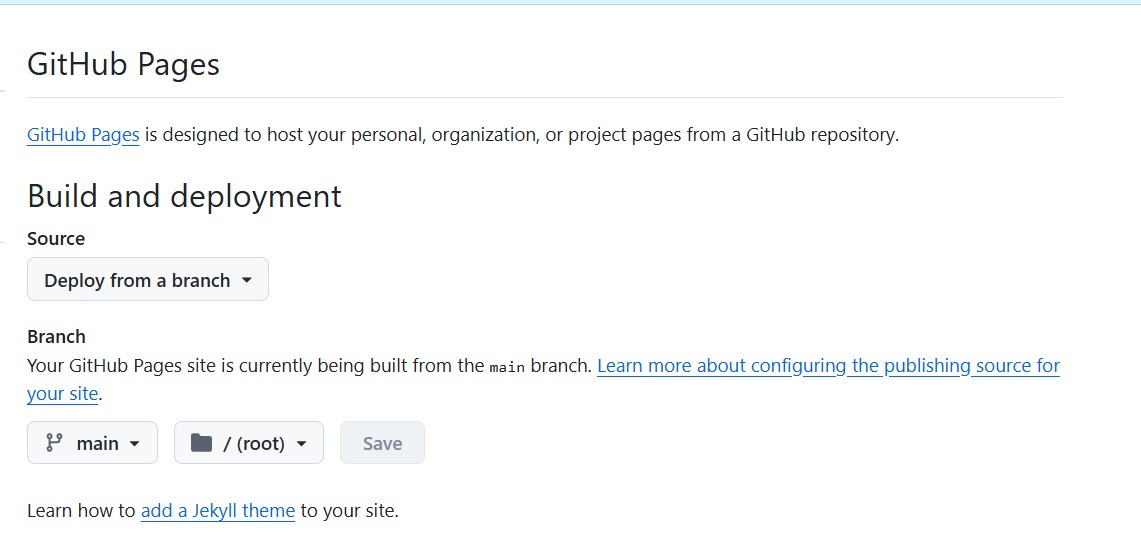 GitHub Pages
GitHub Pages is designed to host your personal, organization, or project pages from a GitHub repository.
Build and deployment
Source
Deploy from a branch
Branch
Your GitHub Pages site is currently being built from the main branch. Learn more about configuring the publishing source for
your site.
main / (root) Save
Learn how to add a Jekyll theme to your site.